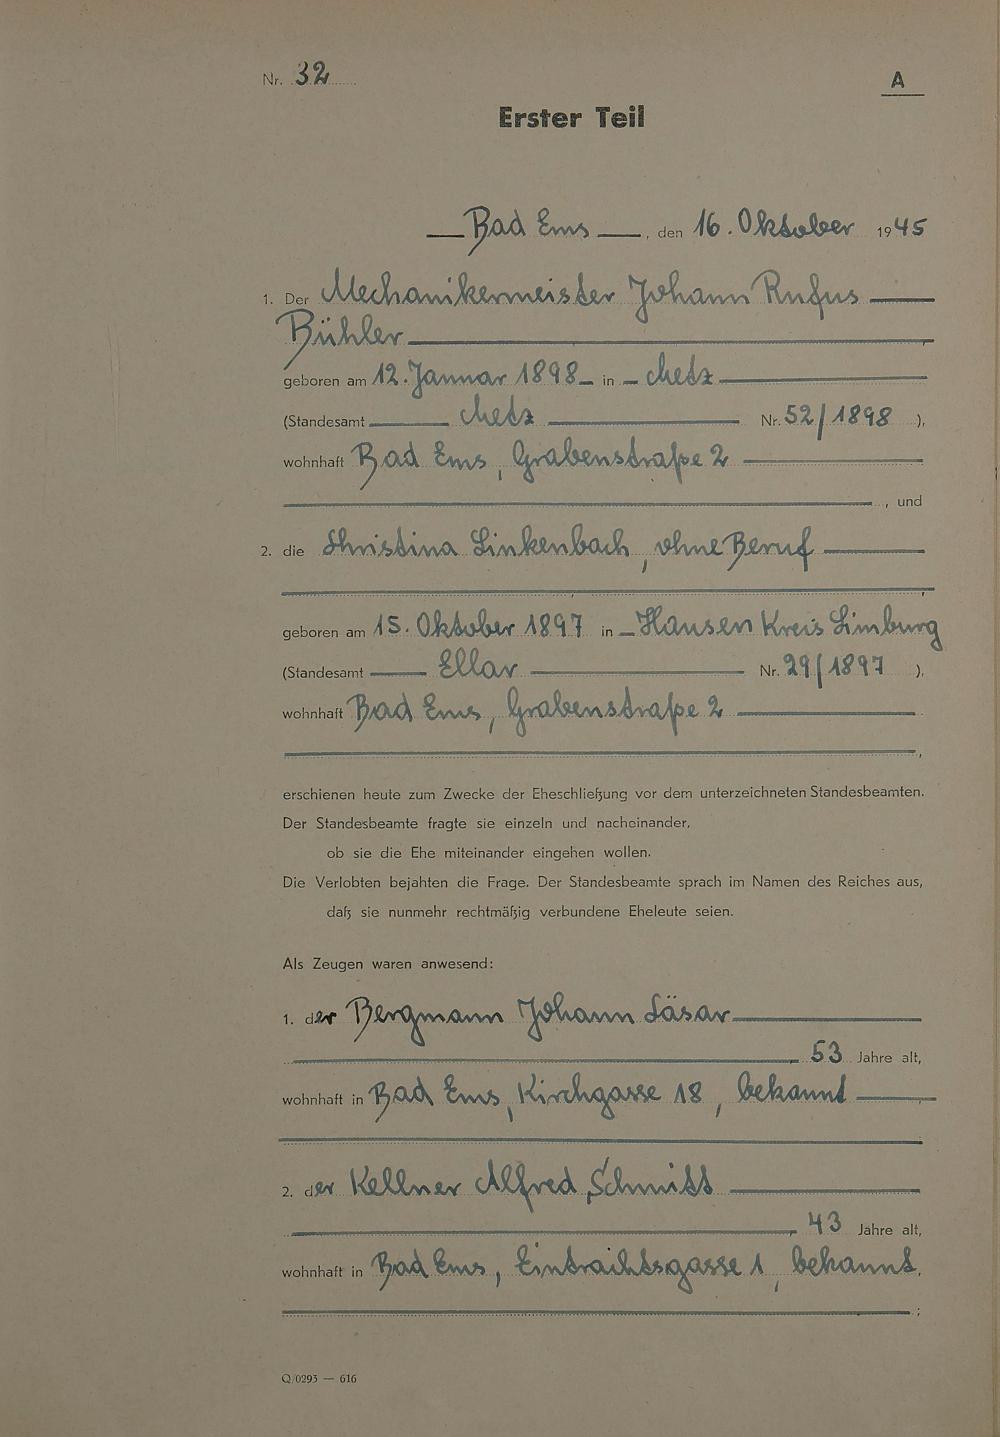 Nr. 32
A
Erster Teil
Bad Ems, den 16. Oktober 1945
1. Der Mechanikermeister Johann Rufus
Bühler
geboren am 12. Januar 1898 in Metz
(Standesamt Metz Nr. 52/1898),
wohnhaft Bad Ems, Grabenstraße 2
, und
2. die Christina Linkenbach, ohne Beruf
,
geboren am 15. Oktober 1897 in Hausen Kreis Limburg
(Standesamt Ellar Nr. 29/1897),
wohnhaft Bad Ems, Grabenstraße 2
,
erschienen heute zum Zwecke der Eheschließung vor dem unterzeichneten Standesbeamten.
Der Standesbeamte fragte sie einzeln und nacheinander,
ob sie die Ehe miteinander eingehen wollen.
Die Verlobten bejahten die Frage. Der Standesbeamte sprach im Namen des Reiches aus,
daß sie nunmehr rechtmäßig verbundene Eheleute seien.
Als Zeugen waren anwesend:
1. der Bergmann Johann Läsar
, 53 Jahre alt,
wohnhaft in Bad Ems, Kirchgasse 18, bekannt
2. der Kellner Alfred Schmitt
, 43 Jahre alt,
wohnhaft in Bad Ems, Eintrachtsgasse 1, bekannt.
;
Q/0293 — 616